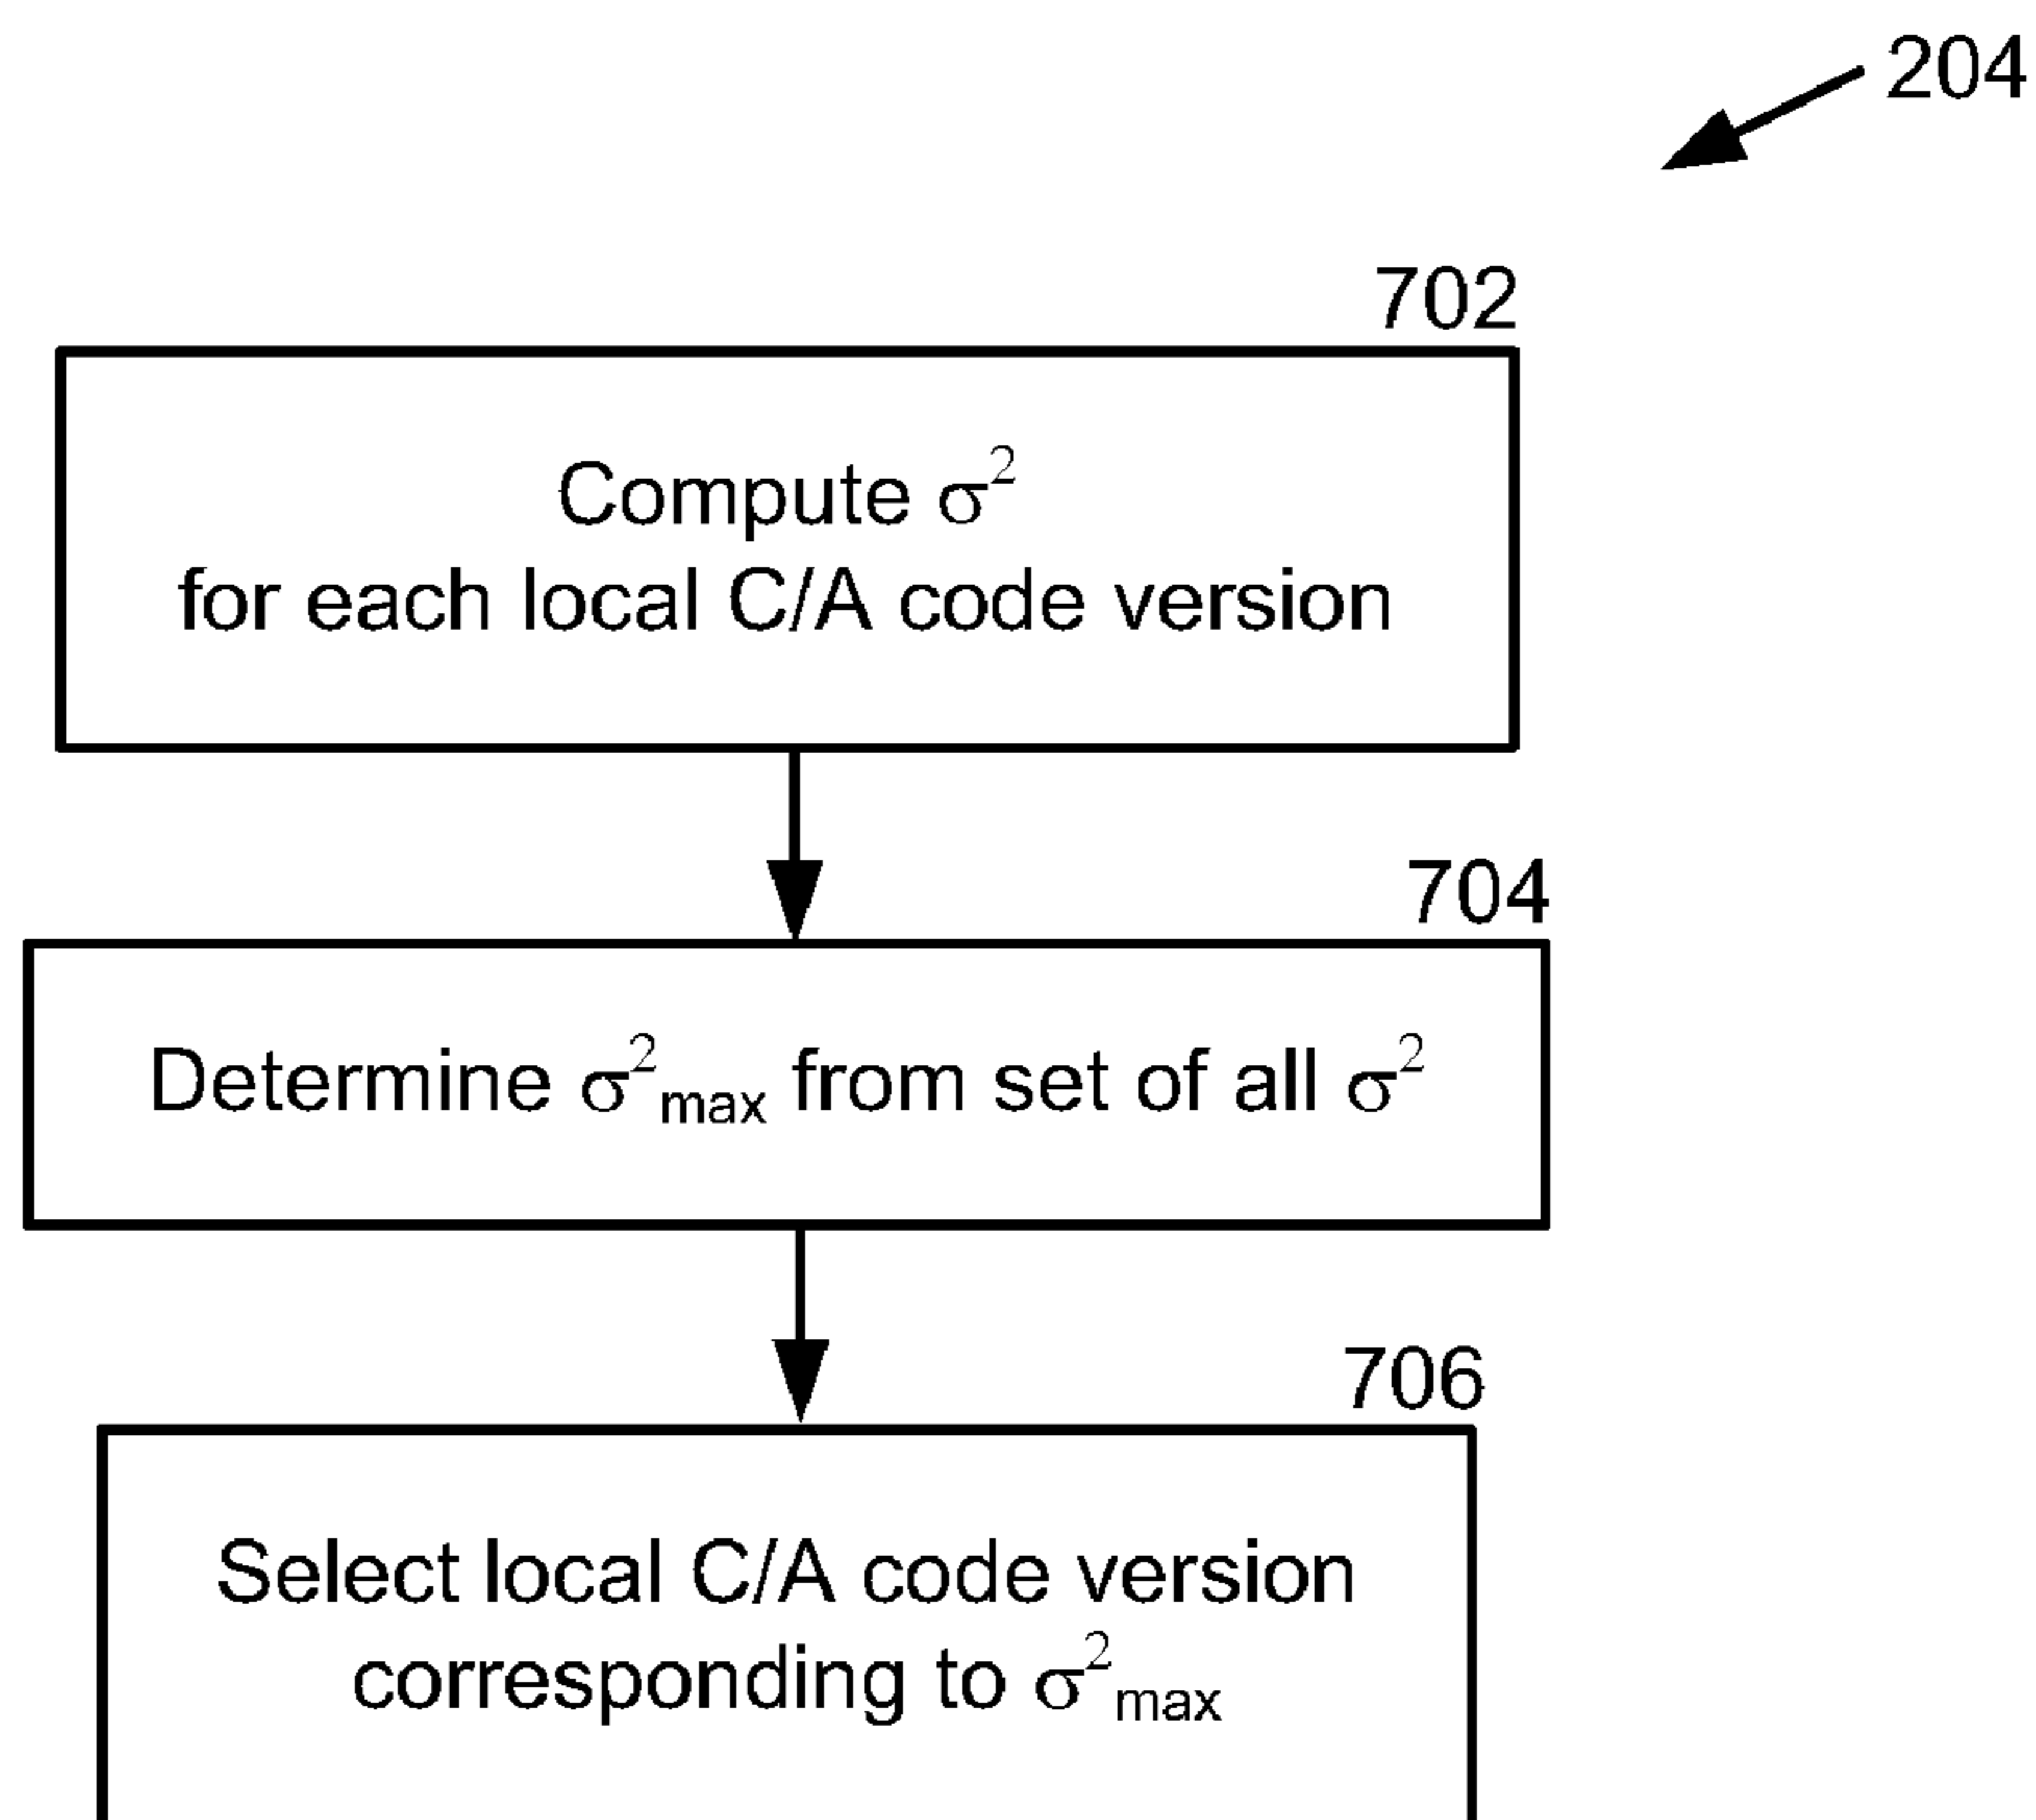 204
702
Compute σ²
for each local C/A code version
704
Determine σ²max from set of all σ²
706
Select local C/A code version
corresponding to σ²max